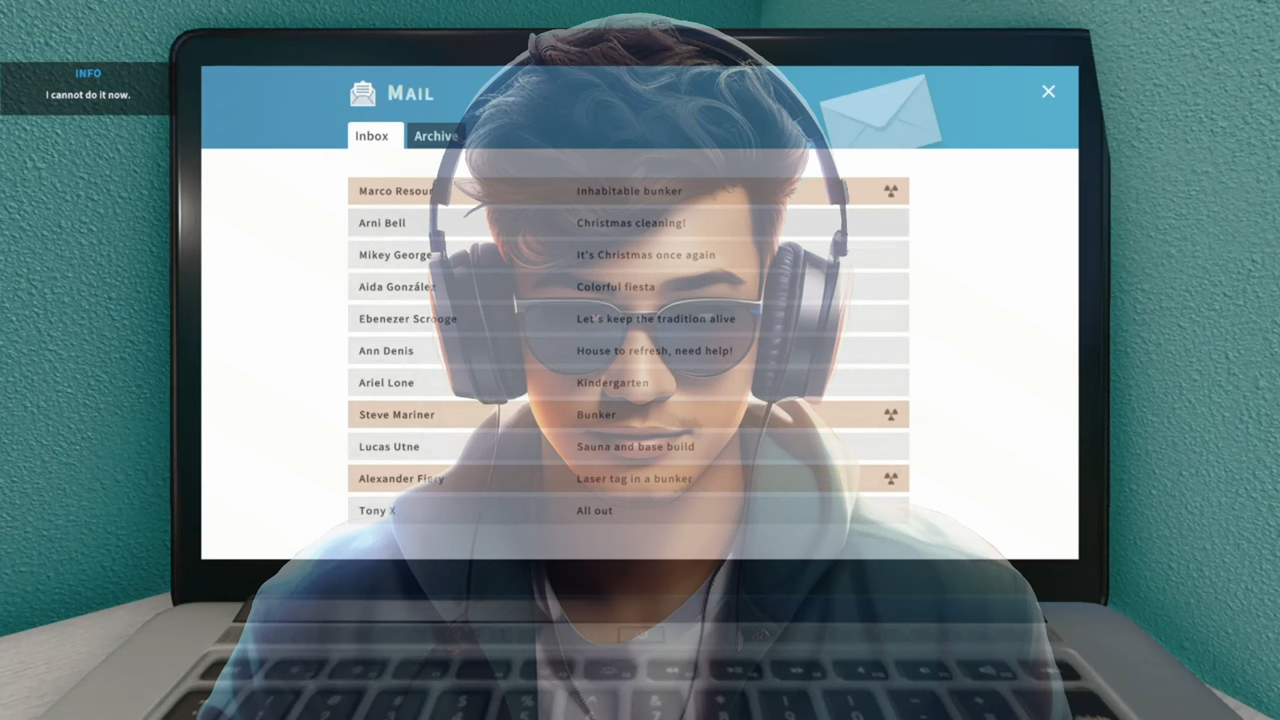 INFO
I cannot do it now.
Mail
Inbox Archive
Marco Resour Inhabitable bunker
Arni Bell Christmas cleaning!
Mikey George It's Christmas once again
Aida González Colorful fiesta
Ebenezer Scrooge Let's keep the tradition alive
Ann Denis House to refresh, need help!
Ariel Lone Kindergarten
Steve Mariner Bunker
Lucas Utne Sauna and base build
Alexander Fiery Laser tag in a bunker
Tony X All out